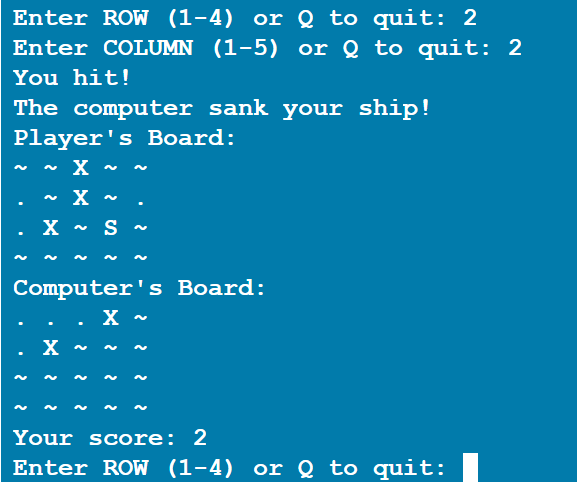 Enter ROW (1-4) or Q to quit: 2
Enter COLUMN (1-5) or Q to quit: 2
You hit!
The computer sank your ship!
Player's Board:
~ ~ X ~ ~
. ~ X ~ .
. X ~ S ~
~ ~ ~ ~ ~
Computer's Board:
. . . X ~
. X ~ ~ ~
~ ~ ~ ~ ~
~ ~ ~ ~ ~
Your score: 2
Enter ROW (1-4) or Q to quit: